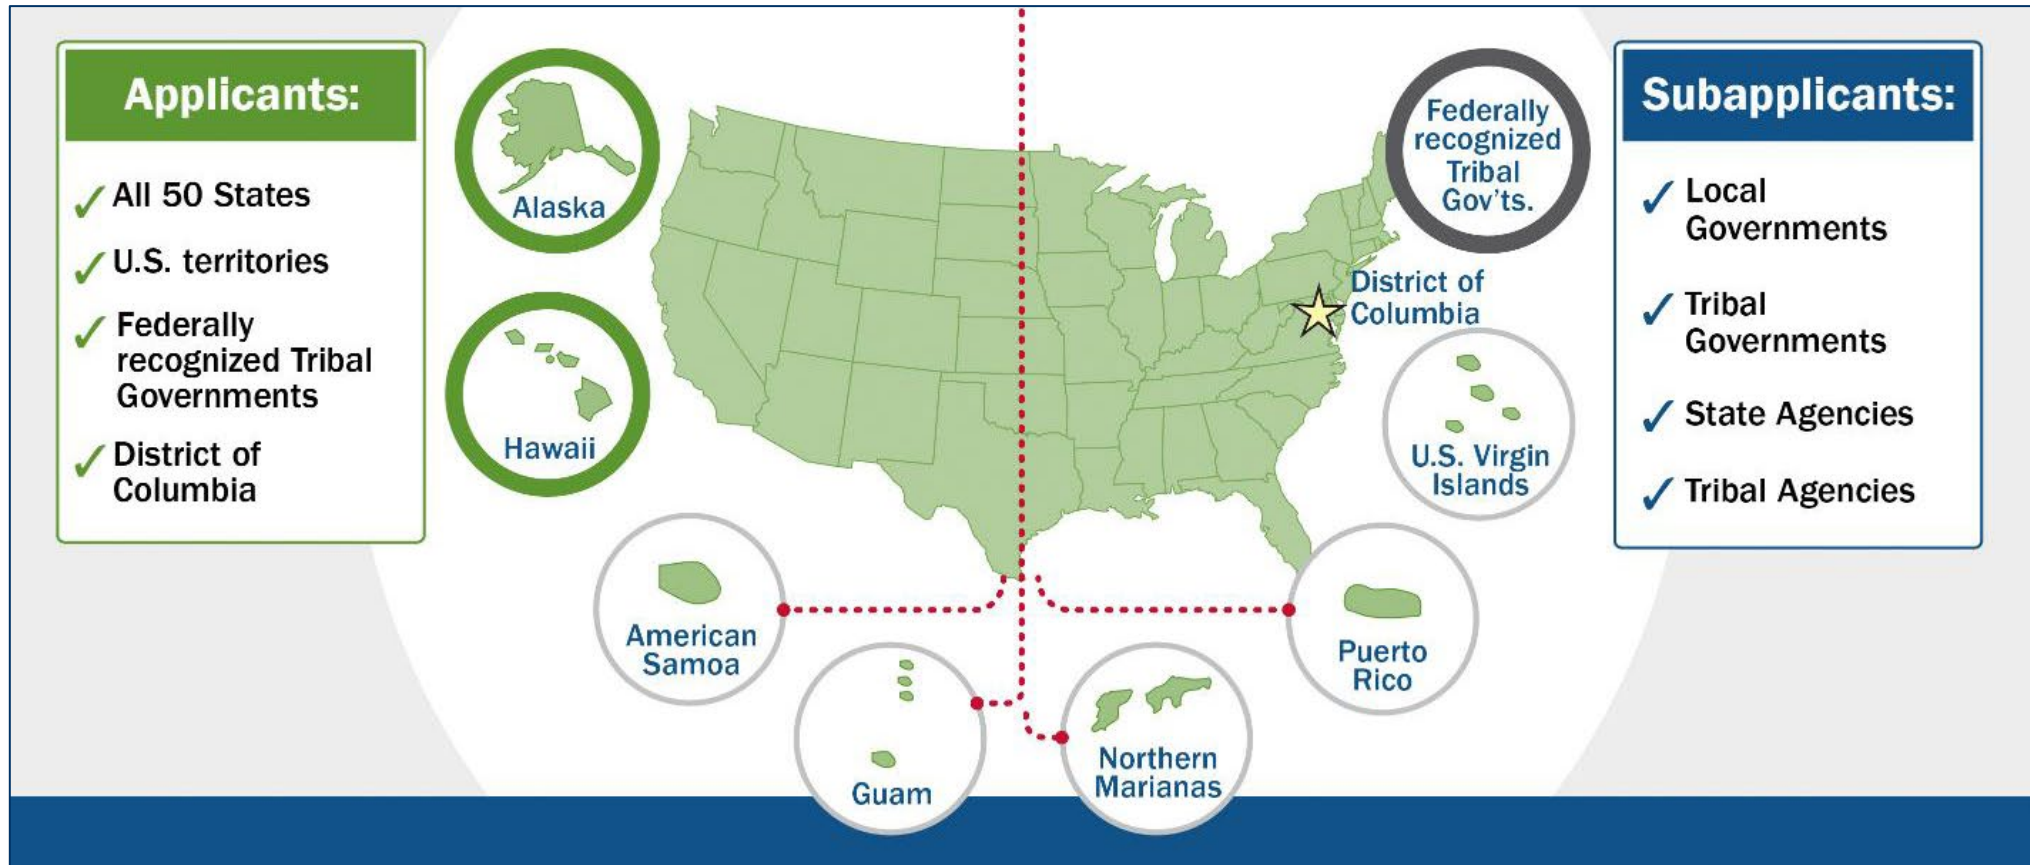 Applicants:
All 50 States
U.S. territories
Federally
recognized Tribal
Governments
District of
Columbia
Alaska
Hawaii
American
Samoa
Guam
Northern
Marianas
Puerto
Rico
U.S. Virgin
Islands
District of
Columbia
Federally
recognized
Tribal
Gov'ts.
Subapplicants:
Local
Governments
Tribal
Governments
State Agencies
Tribal Agencies